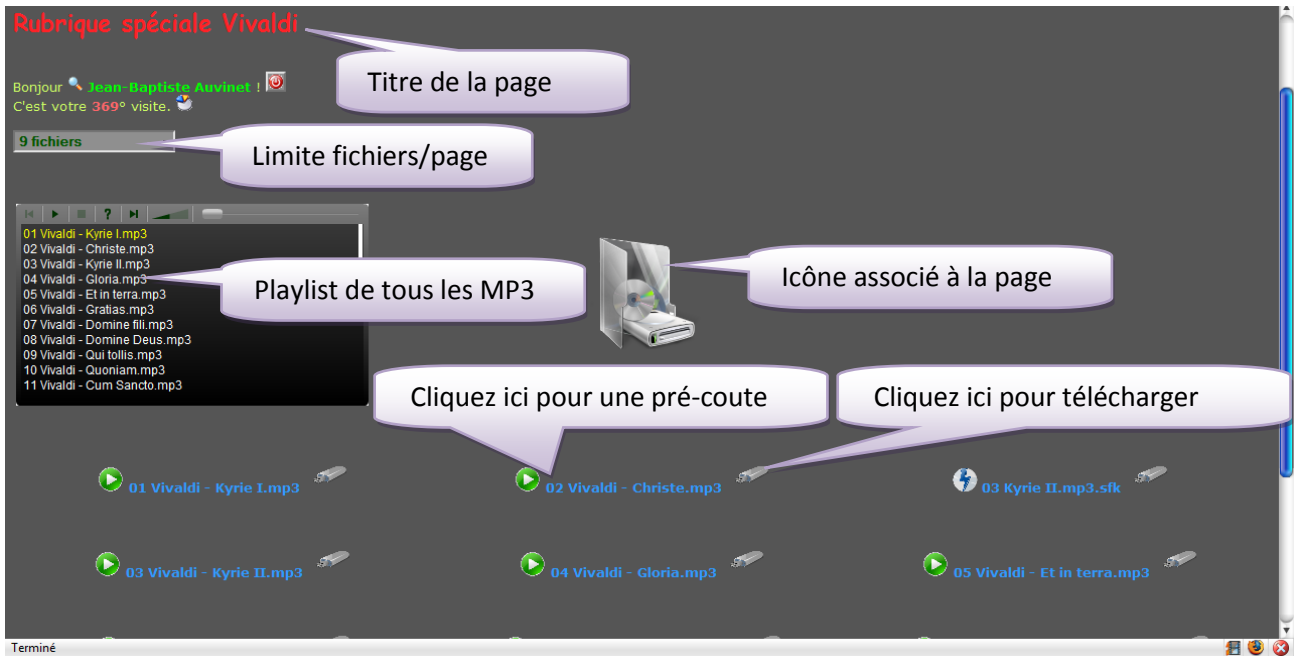 Rubrique spéciale Vivaldi
Titre de la page
Bonjour Jean-Baptiste Auvinet !
C'est votre 369° visite.
9 fichiers
Limite fichiers/page
?
01 Vivaldi - Kyrie I.mp3
02 Vivaldi - Christe.mp3
03 Vivaldi - Kyrie II.mp3
04 Vivaldi - Gloria.mp3
05 Vivaldi - Et in terra.mp3
06 Vivaldi - Gratias.mp3
07 Vivaldi - Domine fili.mp3
08 Vivaldi - Domine Deus.mp3
09 Vivaldi - Qui tollis.mp3
10 Vivaldi - Quoniam.mp3
11 Vivaldi - Cum Sancto.mp3
Playlist de tous les MP3
Icône associé à la page
Cliquez ici pour une pré-coute
Cliquez ici pour télécharger
01 Vivaldi - Kyrie I.mp3
02 Vivaldi - Christe.mp3
03 Kyrie II.mp3.sfk
03 Vivaldi - Kyrie II.mp3
04 Vivaldi - Gloria.mp3
05 Vivaldi - Et in terra.mp3
Terminé